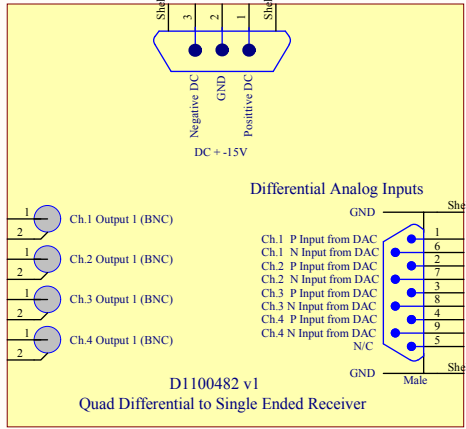 She
She
3
2
1
Negative DC
GND
Posittive DC
DC + -15V
Differential Analog Inputs
GND
She
1
Ch.1 Output 1 (BNC)
2
1
Ch.2 Output 1 (BNC)
2
1
Ch.3 Output 1 (BNC)
2
1
Ch.4 Output 1 (BNC)
2
Ch.1 P Input from DAC 1
Ch.1 N Input from DAC 6
Ch.2 P Input from DAC 2
Ch.2 N Input from DAC 7
Ch.3 P Input from DAC 3
Ch.3 N Input from DAC 8
Ch.4 P Input from DAC 4
Ch.4 N Input from DAC 9
N/C 5
GND
She
Male
D1100482 v1
Quad Differential to Single Ended Receiver